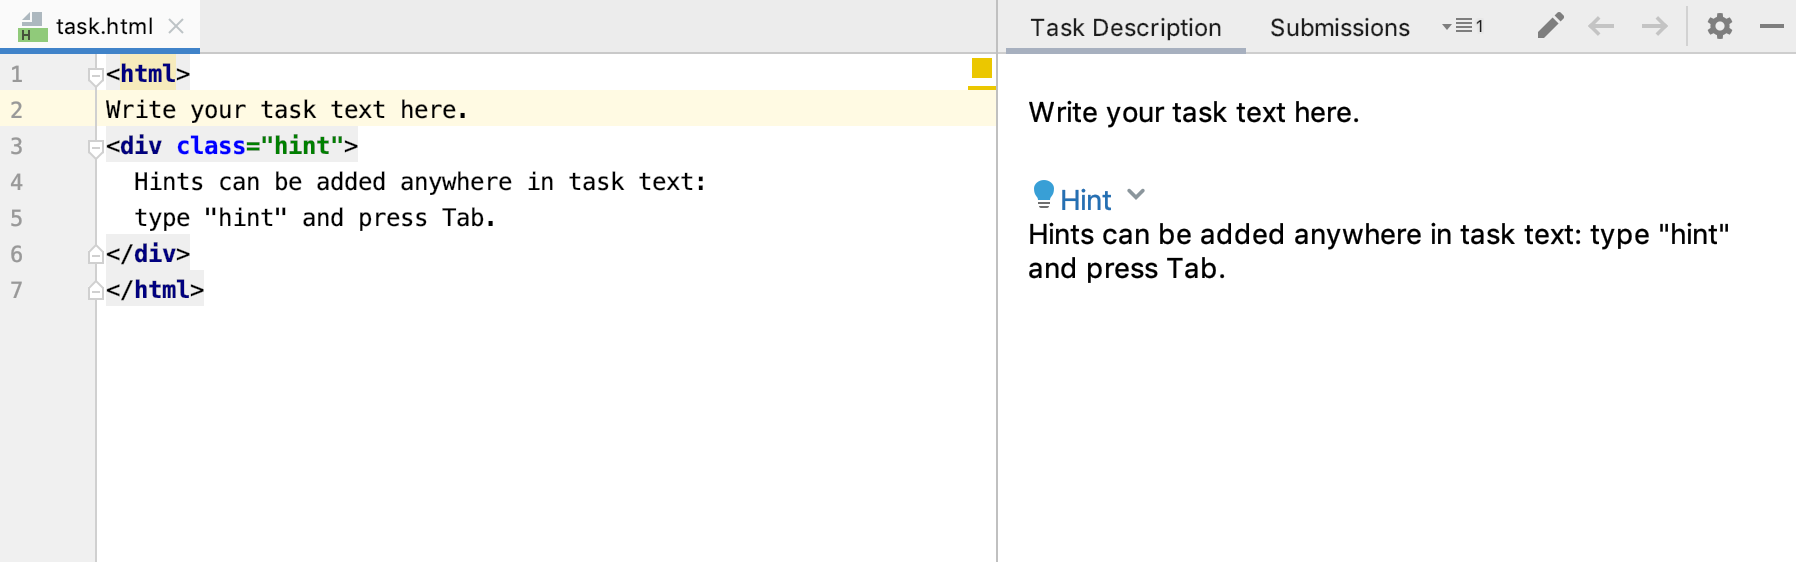 task.html
Task Description Submissions 1
1 <html>
2 Write your task text here.
3 <div class="hint">
4 Hints can be added anywhere in task text:
5 type "hint" and press Tab.
6 </div>
7 </html>
Write your task text here.
Hint
Hints can be added anywhere in task text: type "hint"
and press Tab.